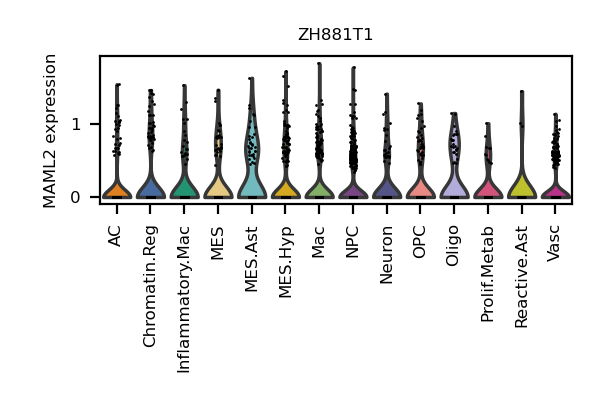 ZH881T1
MAML2 expression
1
0
AC
Chromatin.Reg
Inflammatory.Mac
MES
MES.Ast
MES.Hyp
Mac
NPC
Neuron
OPC
Oligo
Prolif.Metab
Reactive.Ast
Vasc